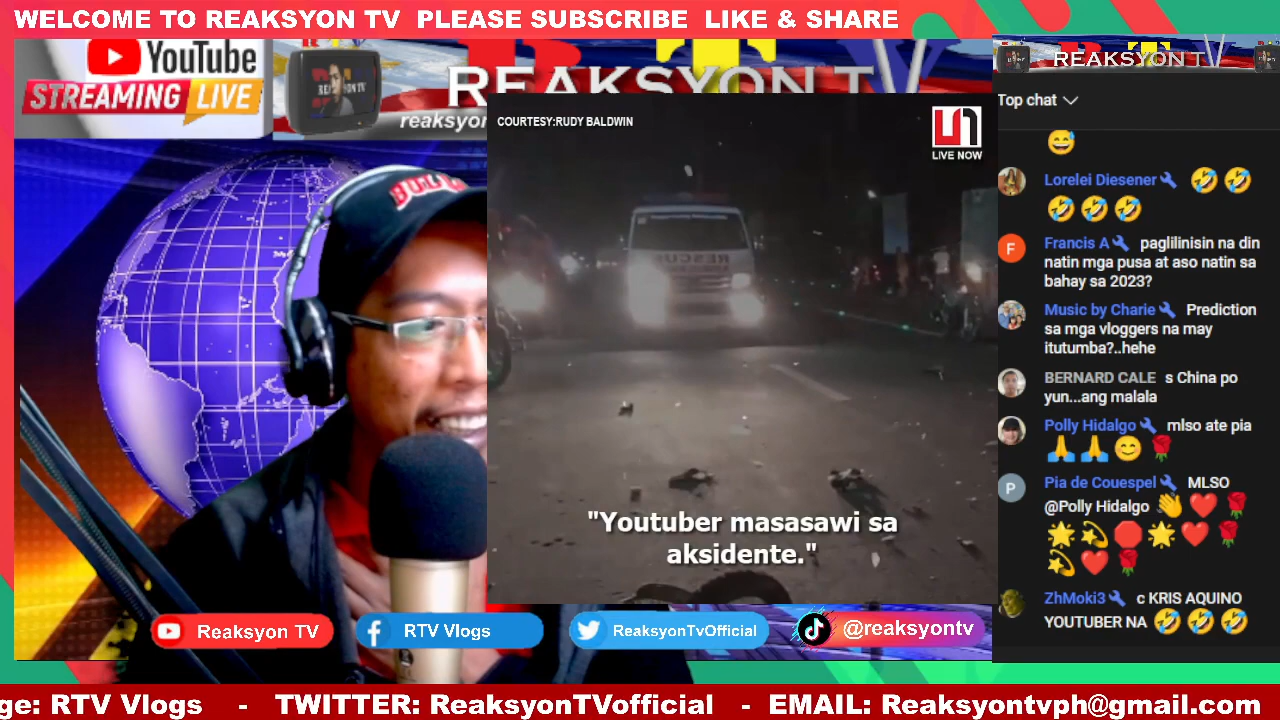 WELCOME TO REAKSYON TV PLEASE SUBSCRIBE LIKE & SHARE
YouTube
STREAMING LIVE
REAKSYON TV
reaksyon
REAKSYON TV
COURTESY:RUDY BALDWIN
LIVE NOW
RESCUE
"Youtuber masasawi sa
aksidente."
Top chat
Lorelei Diesener 🤣 🤣
🤣 🤣 🤣
F
Francis A paglilinisin na din
natin mga pusa at aso natin sa
bahay sa 2023?
Music by Charie Prediction
sa mga vloggers na may
itutumba?..hehe
BERNARD CALE s China po
yun...ang malala
Polly Hidalgo mlso ate pia
🙏 🙏 😊 🌹
P
Pia de Couespel MLSO
@Polly Hidalgo 👋 ❤️ 🌹
🌟 💫 🛑 🌟 ❤️ 🌹
💫 ❤️ 🌹
ZhMoki3 c KRIS AQUINO
YOUTUBER NA 🤣 🤣 🤣
Reaksyon TV
RTV Vlogs
ReaksyonTvOfficial
@reaksyontv
ge: RTV Vlogs - TWITTER: ReaksyonTVofficial - EMAIL: Reaksyontvph@gmail.com